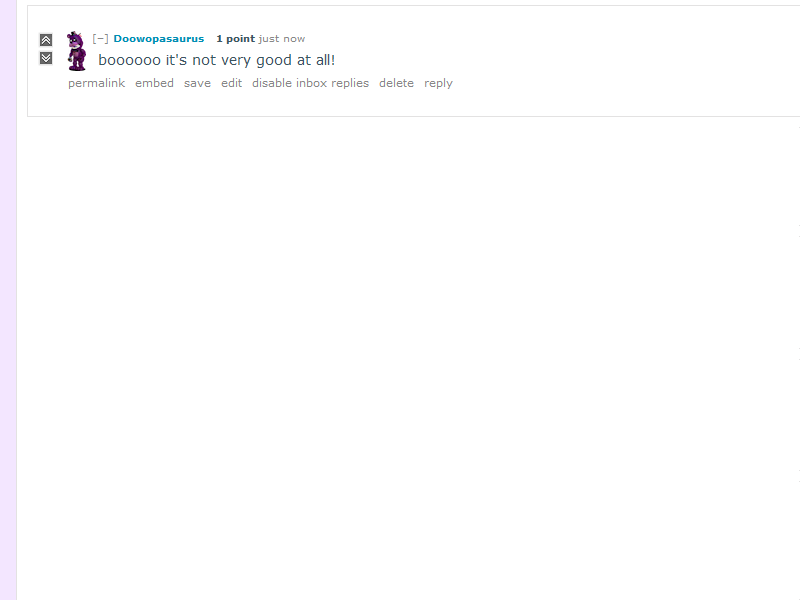 [–] Doowopasaurus 1 point just now
boooooo it's not very good at all!
permalink embed save edit disable inbox replies delete reply